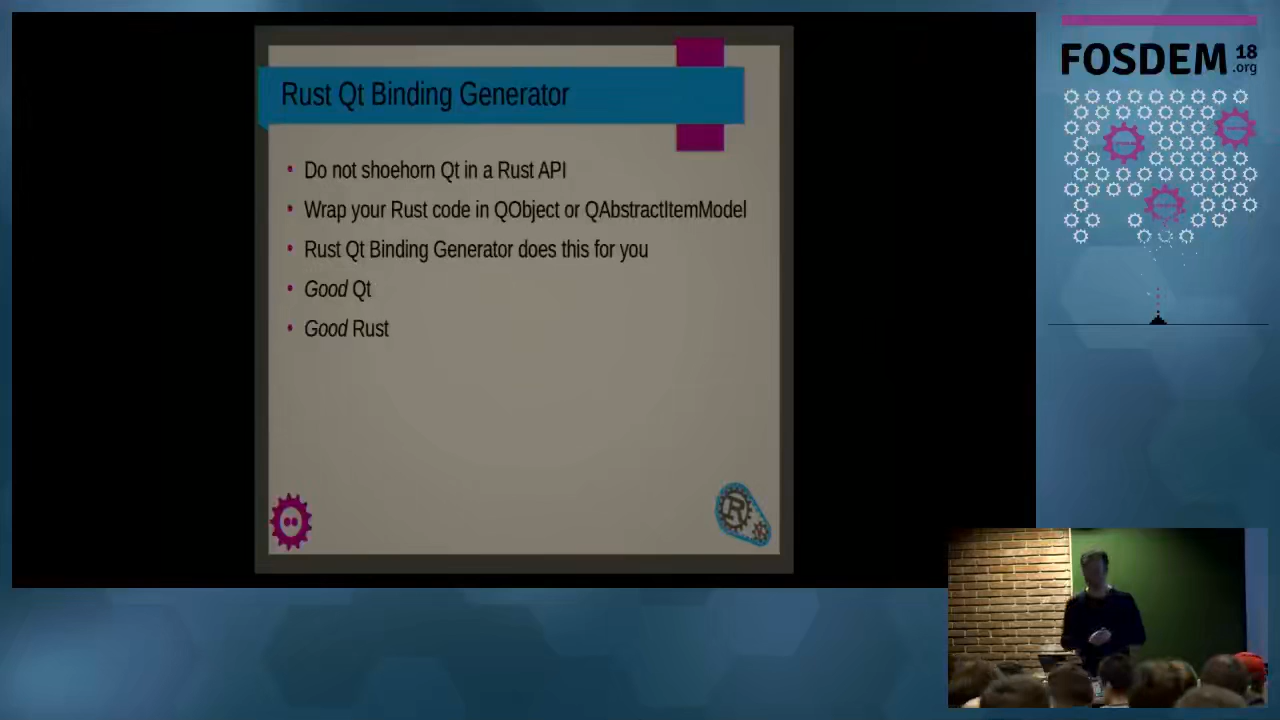 Rust Qt Binding Generator
Do not shoehorn Qt in a Rust API
Wrap your Rust code in QObject or QAbstractItemModel
Rust Qt Binding Generator does this for you
Good Qt
Good Rust
R
FOSDEM 18
.org